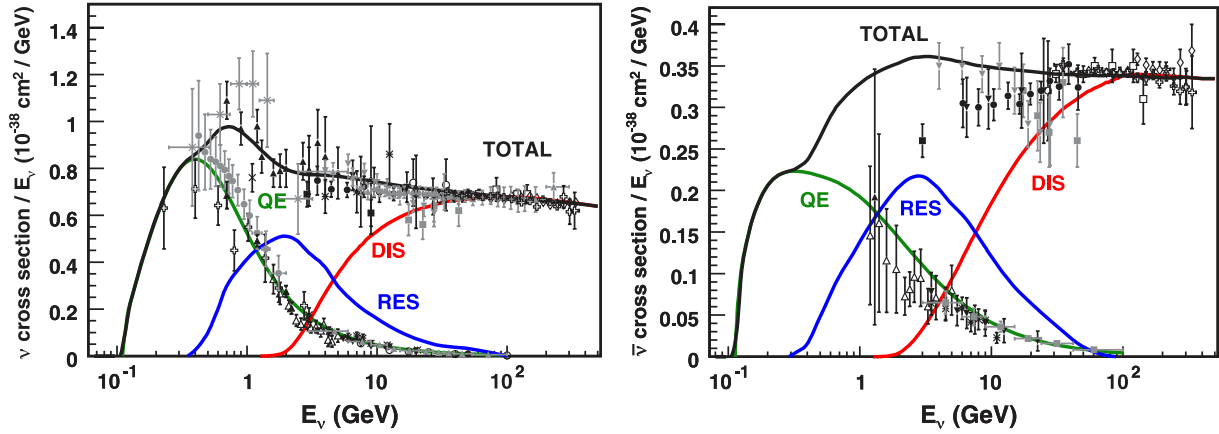 ν cross section / Eν (10⁻³⁸ cm² / GeV)
1.4
1.2
1
0.8
0.6
0.4
0.2
0
TOTAL
QE
DIS
RES
10⁻¹
1
10
10²
Eν (GeV)
ν̄ cross section / Eν (10⁻³⁸ cm² / GeV)
0.4
0.35
0.3
0.25
0.2
0.15
0.1
0.05
0
TOTAL
QE
RES
DIS
10⁻¹
1
10
10²
Eν (GeV)